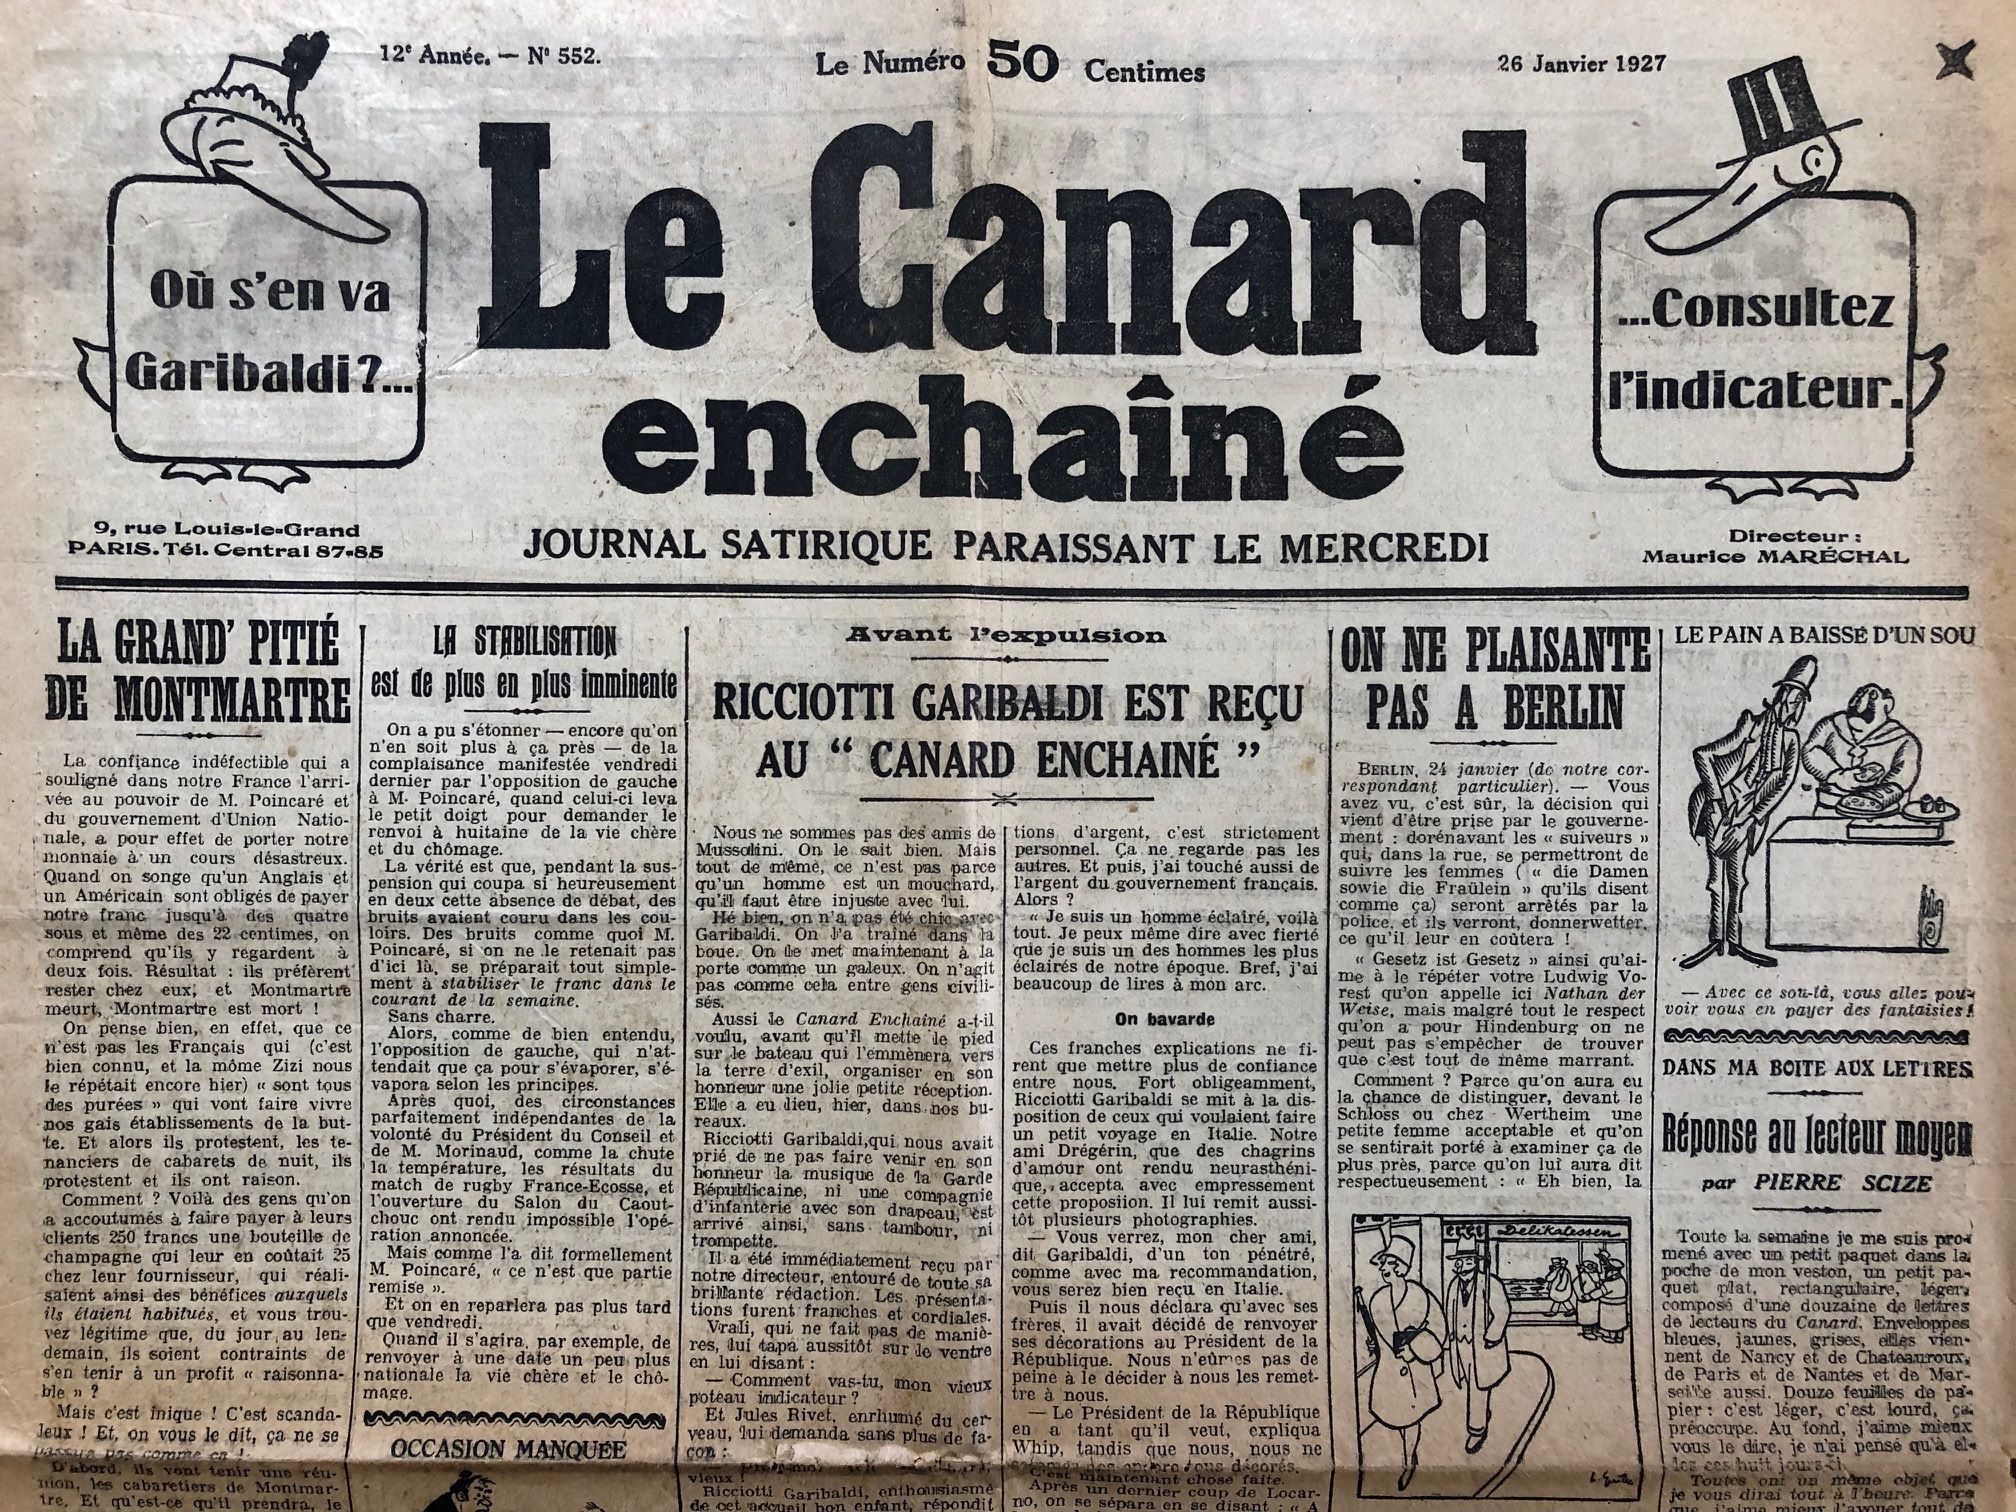 12e Année. — N° 552.
Le Numéro 50 Centimes
26 Janvier 1927
Où s'en va
Garibaldi ?...
Le Canard
enchaîné
...Consultez
l'indicateur.
9, rue Louis-le-Grand
PARIS. Tél. Central 87-85
JOURNAL SATIRIQUE PARAISSANT LE MERCREDI
Directeur :
Maurice MARÉCHAL
LA GRAND' PITIÉ
DE MONTMARTRE
La confiance indéfectible qui a
souligné dans notre France l'arri-
vée au pouvoir de M. Poincaré et
du gouvernement d'Union Natio-
nale, a pour effet de porter notre
monnaie à un cours désastreux.
Quand on songe qu'un Anglais et
un Américain sont obligés de payer
notre franc jusqu'à des quatre
sous et même des 22 centimes, on
comprend qu'ils y regardent à
deux fois. Résultat : ils préfèrent
rester chez eux, et Montmartre
meurt, Montmartre est mort !
On pense bien, en effet, que ce
n'est pas les Français qui (c'est
bien connu, et la môme Zizi nous
le répétait encore hier) « sont tous
des purées » qui vont faire vivre
nos gais établissements de la but-
te. Et alors ils protestent, les te-
nanciers de cabarets de nuit, ils
protestent et ils ont raison.
Comment ? Voilà des gens qu'on
a accoutumés à faire payer à leurs
clients 250 francs une bouteille de
champagne qui leur en coûtait 25
chez leur fournisseur, qui réali-
saient ainsi des bénéfices auxquels
ils étaient habitués, et vous trou-
vez légitime que, du jour au len-
demain, ils soient contraints de
s'en tenir à un profit « raisonna-
ble » ?
Mais c'est inique ! C'est scanda-
leux ! Et, on vous le dit, ça ne se
passera pas comme ça !
D'abord, ils vont tenir une réu-
nion, les cabaretiers de Montmar-
tre. Et qu'est-ce qu'il prendra, le
LA STABILISATION
est de plus en plus imminente
On a pu s'étonner — encore qu'on
n'en soit plus à ça près — de la
complaisance manifestée vendredi
dernier par l'opposition de gauche
à M. Poincaré, quand celui-ci leva
le petit doigt pour demander le
renvoi à huitaine de la vie chère
et du chômage.
La vérité est que, pendant la sus-
pension qui coupa si heureusement
en deux cette absence de débat, des
bruits avaient couru dans les cou-
loirs. Des bruits comme quoi M.
Poincaré, si on ne le retenait pas
d'ici là, se préparait tout simple-
ment à stabiliser le franc dans le
courant de la semaine.
Sans charre.
Alors, comme de bien entendu,
l'opposition de gauche, qui n'at-
tendait que ça pour s'évaporer, s'é-
vapora selon les principes.
Après quoi, des circonstances
parfaitement indépendantes de la
volonté du Président du Conseil et
de M. Morinaud, comme la chute
la température, les résultats du
match de rugby France-Ecosse, et
l'ouverture du Salon du Caout-
chouc ont rendu impossible l'opé-
ration annoncée.
Mais comme l'a dit formellement
M. Poincaré, « ce n'est que partie
remise ».
Et on en reparlera pas plus tard
que vendredi.
Quand il s'agira, par exemple, de
renvoyer à une date un peu plus
nationale la vie chère et le chô-
mage.
OCCASION MANQUÉE
Avant l'expulsion
RICCIOTTI GARIBALDI EST REÇU
AU " CANARD ENCHAINÉ "
Nous ne sommes pas des amis de
Mussolini. On le sait bien. Mais
tout de même, ce n'est pas parce
qu'un homme est un mouchard,
qu'il faut être injuste avec lui.
Hé bien, on n'a pas été chic avec
Garibaldi. On l'a traîné dans la
boue. On le met maintenant à la
porte comme un galeux. On n'agit
pas comme cela entre gens civili-
sés.
Aussi le Canard Enchaîné a-t-il
voulu, avant qu'il mette le pied
sur le bateau qui l'emmènera vers
la terre d'exil, organiser en son
honneur une jolie petite réception.
Elle a eu lieu, hier, dans nos bu-
reaux.
Ricciotti Garibaldi, qui nous avait
prié de ne pas faire venir en son
honneur la musique de la Garde
Républicaine, ni une compagnie
d'infanterie avec son drapeau, est
arrivé ainsi, sans tambour, ni
trompette.
Il a été immédiatement reçu par
notre directeur, entouré de toute sa
brillante rédaction. Les présenta-
tions furent franches et cordiales.
Vrali, qui ne fait pas de maniè-
res, lui tapa aussitôt sur le ventre
en lui disant :
— Comment vas-tu, mon vieux
poteau indicateur ?
Et Jules Rivet, enrhumé du cer-
veau, lui demanda sans plus de fa-
çon :
vieux !
Ricciotti Garibaldi, enthousiasmé
de cet accueil bon enfant, répondit
tions d'argent, c'est strictement
personnel. Ça ne regarde pas les
autres. Et puis, j'ai touché aussi de
l'argent du gouvernement français.
Alors ?
« Je suis un homme éclairé, voilà
tout. Je peux même dire avec fierté
que je suis un des hommes les plus
éclairés de notre époque. Bref, j'ai
beaucoup de lires à mon arc.
On bavarde
Ces franches explications ne fi-
rent que mettre plus de confiance
entre nous. Fort obligeamment,
Ricciotti Garibaldi se mit à la dis-
position de ceux qui voulaient faire
un petit voyage en Italie. Notre
ami Drégérin, que des chagrins
d'amour ont rendu neurasthéni-
que, accepta avec empressement
cette proposiion. Il lui remit aussi-
tôt plusieurs photographies.
— Vous verrez, mon cher ami,
dit Garibaldi, d'un ton pénétré,
comme avec ma recommandation,
vous serez bien reçu en Italie.
Puis il nous déclara qu'avec ses
frères, il avait décidé de renvoyer
ses décorations au Président de la
République. Nous n'eûmes pas de
peine à le décider à nous les remet-
tre à nous.
— Le Président de la République
en a tant qu'il veut, expliqua
Whip, tandis que nous, nous ne
sommes pas encore tous décorés.
C'est maintenant chose faite.
Après un dernier coup de Locar-
no, on se sépara en se disant : « A
ON NE PLAISANTE
PAS A BERLIN
BERLIN, 24 janvier (de notre cor-
respondant particulier). — Vous
avez vu, c'est sûr, la décision qui
vient d'être prise par le gouverne-
ment : dorénavant les « suiveurs »
qui, dans la rue, se permettront de
suivre les femmes ( « die Damen
sowie die Fraülein » qu'ils disent
comme ça) seront arrêtés par la
police, et ils verront, donnerwetter,
ce qu'il leur en coûtera !
« Gesetz ist Gesetz » ainsi qu'ai-
me à le répéter votre Ludwig Vo-
rest qu'on appelle ici Nathan der
Weise, mais malgré tout le respect
qu'on a pour Hindenburg on ne
peut pas s'empêcher de trouver
que c'est tout de même marrant.
Comment ? Parce qu'on aura eu
la chance de distinguer, devant le
Schloss ou chez Wertheim une
petite femme acceptable et qu'on
se sentirait porté à examiner ça de
plus près, parce qu'on lui aura dit
respectueusement : « Eh bien, la
Delikatessen
LE PAIN A BAISSÉ D'UN SOU
— Avec ce sou-là, vous allez pou-
voir vous en payer des fantaisies !
DANS MA BOITE AUX LETTRES
Réponse au lecteur moyen
par PIERRE SCIZE
Toute la semaine je me suis pro-
mené avec un petit paquet dans la
poche de mon veston, un petit pa-
quet plat, rectangulaire, léger,
composé d'une douzaine de lettres
de lecteurs du Canard. Enveloppes
bleues, jaunes, grises, elles vien-
nent de Nancy et de Chateauroux,
de Paris et de Nantes et de Mar-
seille aussi. Douze feuilles de pa-
pier : c'est léger, c'est lourd, ça
préoccupe. Au fond, j'aime mieux
vous le dire, je n'ai pensé qu'à el-
les ces huit jours-ci.
Toutes ont un même objet que
je vous dirai tout à l'heure. Parce